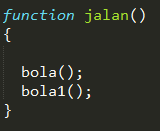 function jalan()
{
bola();
bola1();
}